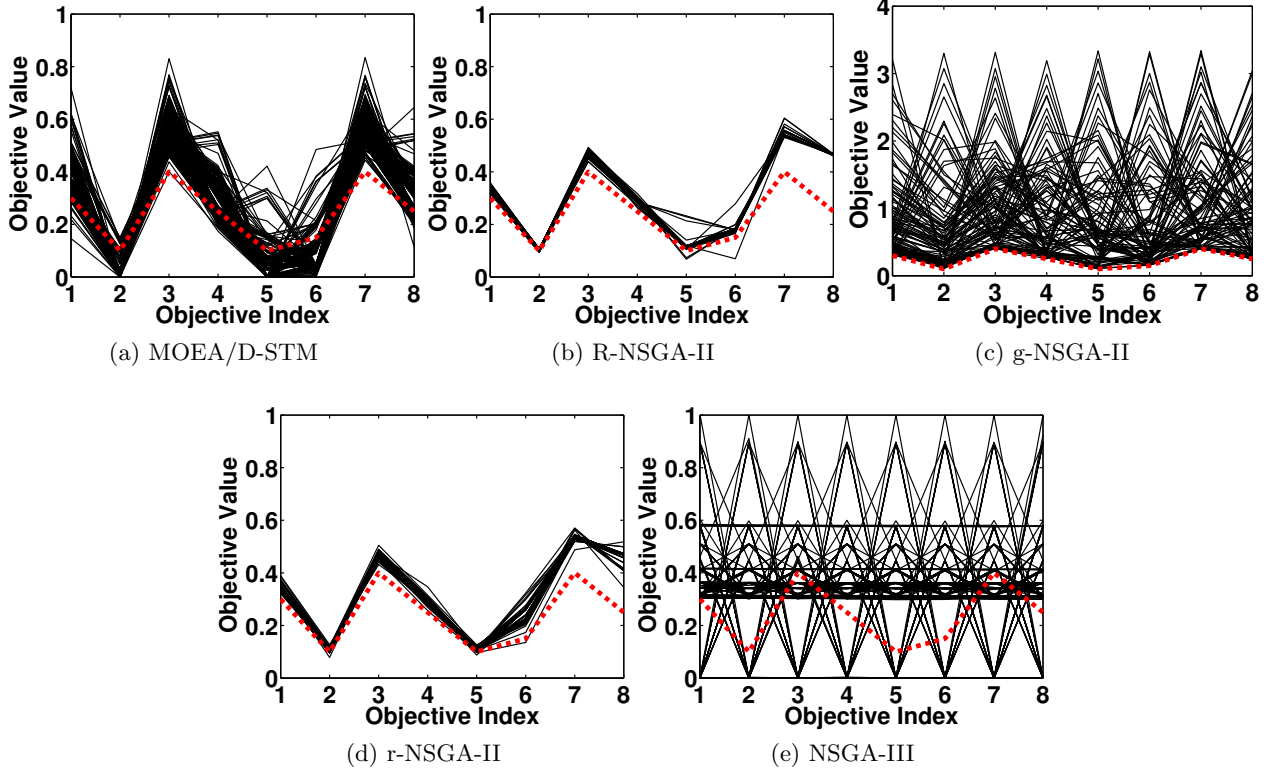 1
0.8
0.6
0.4
0.2
0
Objective Value
1 2 3 4 5 6 7 8
Objective Index
(a) MOEA/D-STM
1
0.8
0.6
0.4
0.2
0
Objective Value
1 2 3 4 5 6 7 8
Objective Index
(b) R-NSGA-II
4
3
2
1
0
Objective Value
1 2 3 4 5 6 7 8
Objective Index
(c) g-NSGA-II
1
0.8
0.6
0.4
0.2
0
Objective Value
1 2 3 4 5 6 7 8
Objective Index
(d) r-NSGA-II
1
0.8
0.6
0.4
0.2
0
Objective Value
1 2 3 4 5 6 7 8
Objective Index
(e) NSGA-III